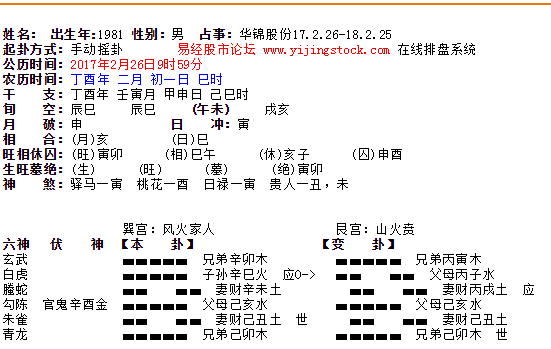 姓名： 出生年:1981 性别：男 占事：华锦股份17.2.26-18.2.25
起卦方式：手动摇卦 易经股市论坛 www.yijingstock.com 在线排盘系统
公历时间：2017年2月26日9时59分
农历时间：丁酉年 二月 初一日 巳时
干 支：丁酉年 壬寅月 甲申日 己巳时
旬 空：辰巳 辰巳 (午未) 戌亥
月 破：申 日 冲：寅
相 合：(月)亥 (日)巳
旺相休囚：(旺)寅卯 (相)巳午 (休)亥子 (囚)申酉
生旺墓绝：(生) (旺) (墓) (绝)寅卯
神 煞：驿马—寅 桃花—酉 日禄—寅 贵人—丑，未
巽宫：风火家人 艮宫：山火贲
六神 伏 神 【本 卦】 【变 卦】
玄武 兄弟辛卯木 兄弟丙寅木
白虎 子孙辛巳火 应O-> 父母丙子水
螣蛇 妻财辛未土 妻财丙戌土 应
勾陈 官鬼辛酉金 父母己亥水 父母己亥水
朱雀 妻财己丑土 世 妻财己丑土
青龙 兄弟己卯木 兄弟己卯木 世